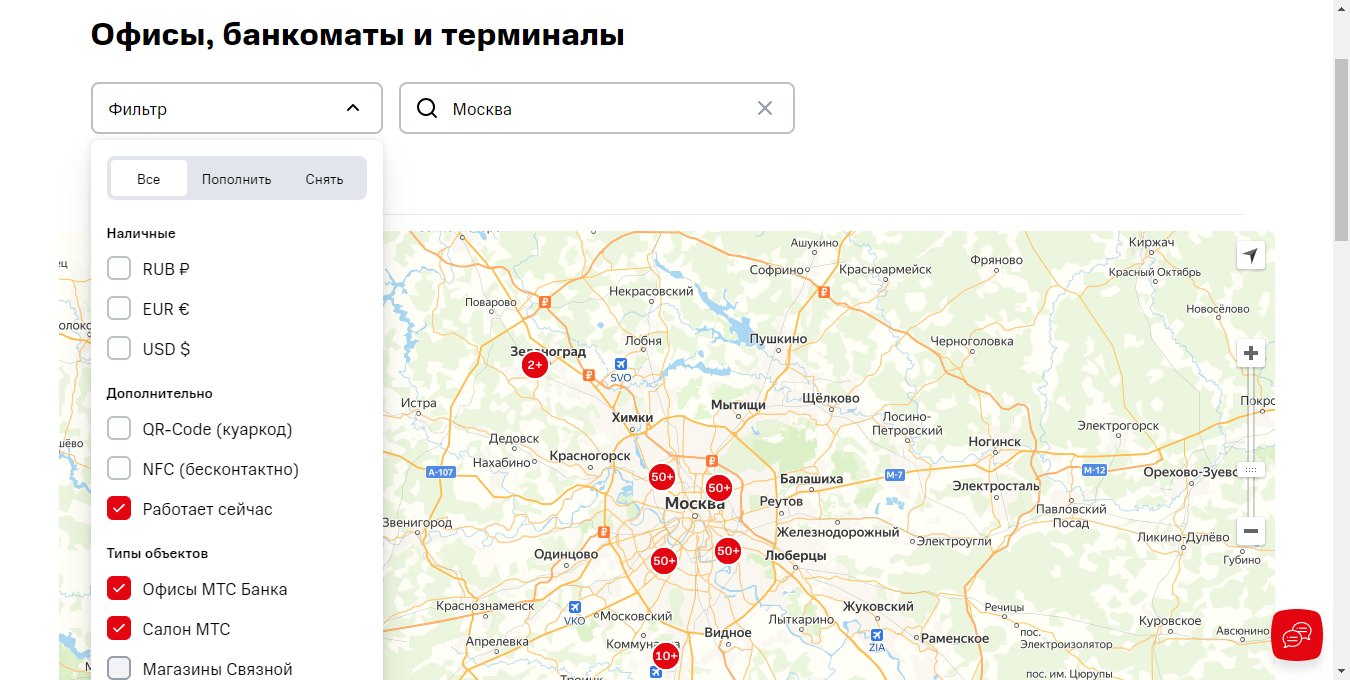 Офисы, банкоматы и терминалы
Фильтр
Москва
Все
Пополнить
Снять
Наличные
RUB ₽
EUR €
USD $
Дополнительно
QR-Code (куаркод)
NFC (бесконтактно)
Работает сейчас
Типы объектов
Офисы МТС Банка
Салон МТС
Магазины Связной
Ашукино
Киржач
Софрино
Красноармейск
Фряново
Красный Октябрь
Некрасовский
Поварово
Новосёлово
Лобня
Пушкино
Черноголовка
Зеленоград
2+
SVO
Истра
Химки
Мытищи
Щёлково
Покро
Лосино-
Петровский
Электрогорск
Дедовск
Ногинск
Нахабино
Красногорск
А-107
М-7
М-12
Орехово-Зуево
50+
50+
Балашиха
Электросталь
Москва
Реутов
Павловский
Посад
Звенигород
Железнодорожный
Электроугли
Ликино-Дулёво
Одинцово
50+
50+
Люберцы
Губино
Краснознаменск
VKO
Московский
Лыткарино
Жуковский
Речицы
Куровское
Авсюнино
Апрелевка
Коммунарка
Видное
ZIA
Раменское
пос.
Электроизолятор
10+
Троицк
пос. им. Цюрупы